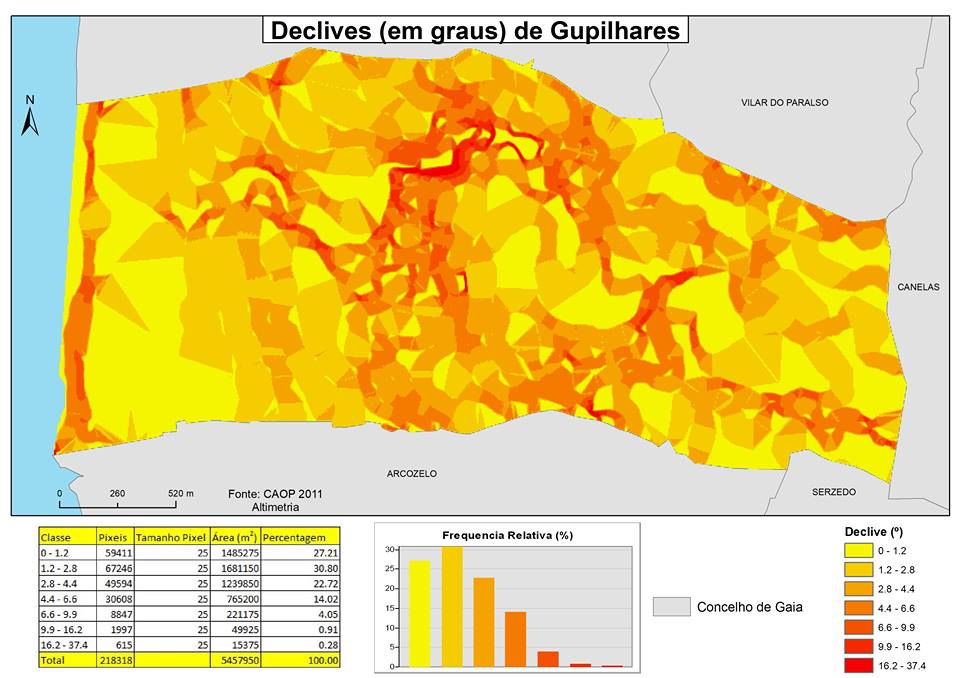 Declives (em graus) de Gupilhares
N
VILAR DO PARALSO
CANELAS
ARCOZELO
SERZEDO
0 260 520 m
Fonte: CAOP 2011
Altimetria
Classe Pixeis Tamanho Pixel Área (m²) Percentagem
0 - 1.2 59411 25 1485275 27.21
1.2 - 2.8 67246 25 1681150 30.80
2.8 - 4.4 49594 25 1239850 22.72
4.4 - 6.6 30608 25 765200 14.02
6.6 - 9.9 8847 25 221175 4.05
9.9 - 16.2 1997 25 49925 0.91
16.2 - 37.4 615 25 15375 0.28
Total 218318 5457950 100.00
Frequencia Relativa (%)
30
25
20
15
10
5
0
Concelho de Gaia
Declive (º)
0 - 1.2
1.2 - 2.8
2.8 - 4.4
4.4 - 6.6
6.6 - 9.9
9.9 - 16.2
16.2 - 37.4